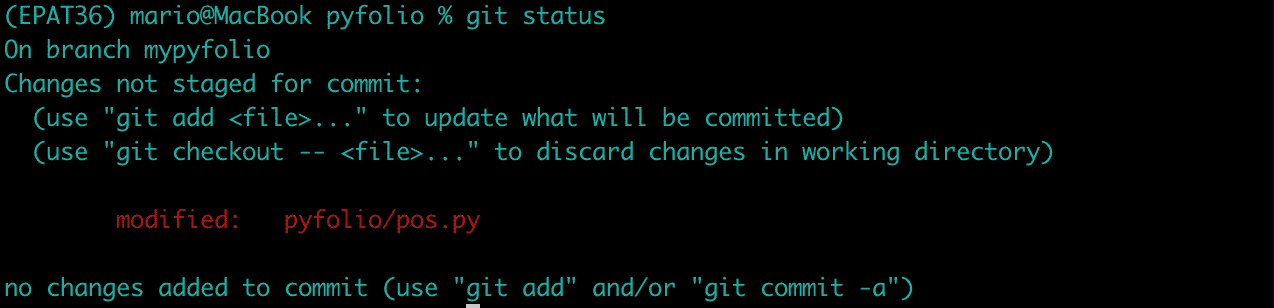 (EPAT36) mario@MacBook pyfolio % git status
On branch mypyfolio
Changes not staged for commit:
  (use "git add <file>..." to update what will be committed)
  (use "git checkout -- <file>..." to discard changes in working directory)
        modified:   pyfolio/pos.py
no changes added to commit (use "git add" and/or "git commit -a")